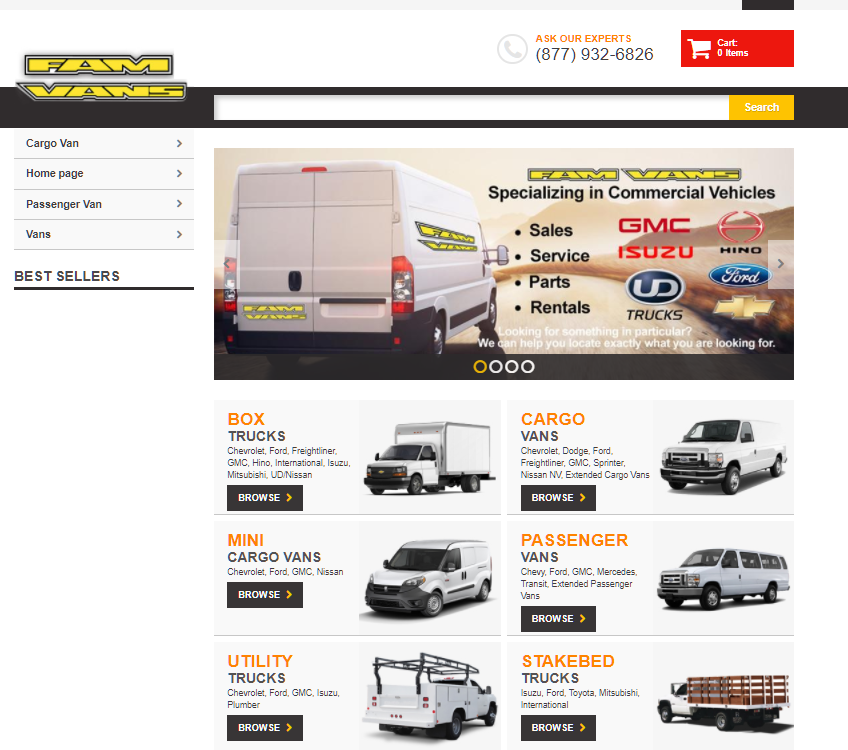 ASK OUR EXPERTS
(877) 932-6826
Cart:
0 Items
FAM
VANS
Search
Cargo Van
Home page
Passenger Van
Vans
BEST SELLERS
FAM VANS
Specializing in Commercial Vehicles
• Sales
• Service
• Parts
• Rentals
GMC
HINO
ISUZU
UD
TRUCKS
Ford
FAM
VANS
FAM
VANS
Looking for something in particular?
We can help you locate exactly what you are looking for.
BOX
TRUCKS
Chevrolet, Ford, Freightliner,
GMC, Hino, International, Isuzu,
Mitsubishi, UD/Nissan
BROWSE
CARGO
VANS
Chevrolet, Dodge, Ford,
Freightliner, GMC, Sprinter,
Nissan NV, Extended Cargo Vans
BROWSE
MINI
CARGO VANS
Chevrolet, Ford, GMC, Nissan
BROWSE
PASSENGER
VANS
Chevy, Ford, GMC, Mercedes,
Transit, Extended Passenger
Vans
BROWSE
UTILITY
TRUCKS
Chevrolet, Ford, GMC, Isuzu,
Plumber
BROWSE
STAKEBED
TRUCKS
Isuzu, Ford, Toyota, Mitsubishi,
International
BROWSE